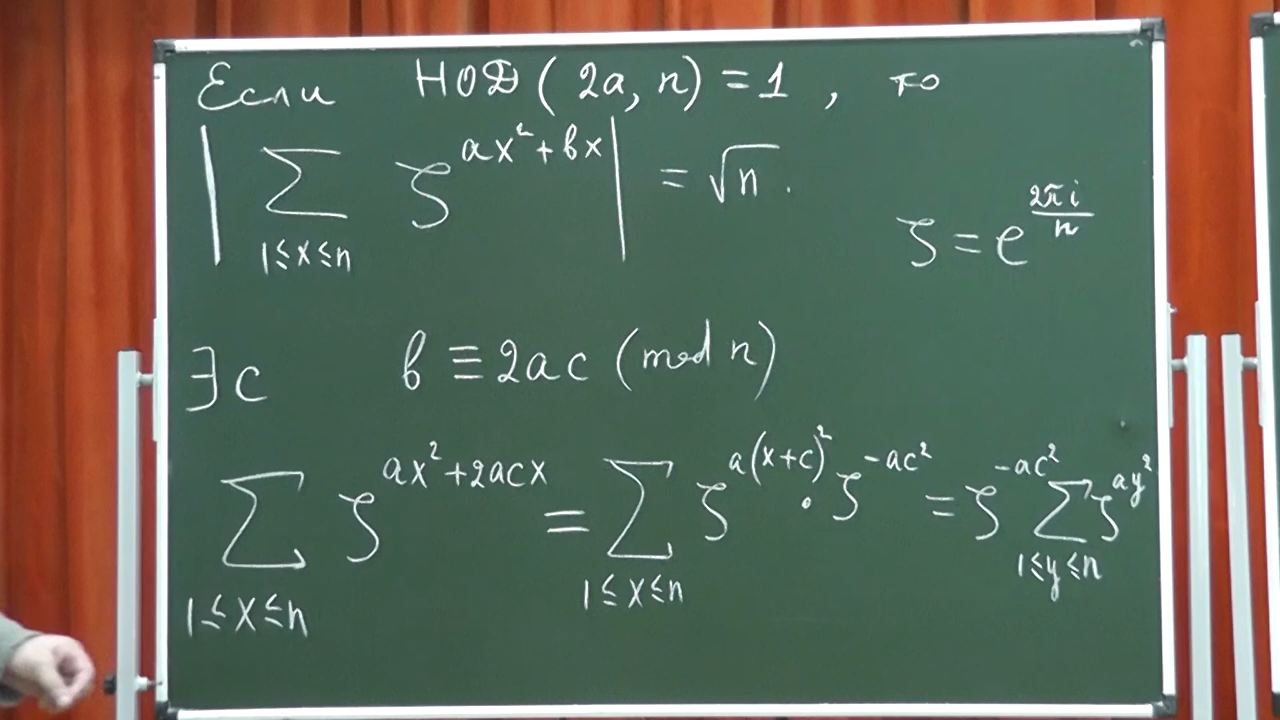 Если НОД(2a, n) = 1, то
|∑_{1≤x≤n} ζ^{ax²+bx}| = √n.
ζ = e^{2πi/n}
∃c b ≡ 2ac (mod n)
∑_{1≤x≤n} ζ^{ax²+2acx} = ∑_{1≤x≤n} ζ^{a(x+c)²} · ζ^{-ac²} = ζ^{-ac²} ∑_{1≤y≤n} ζ^{ay²}